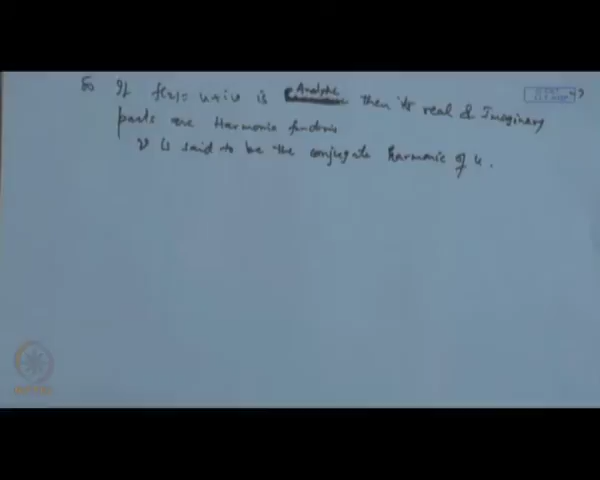 So If f(z) = u + iv is Analytic then its real & Imaginary
parts are Harmonic functions
v is said to be the conjugate harmonic of u.